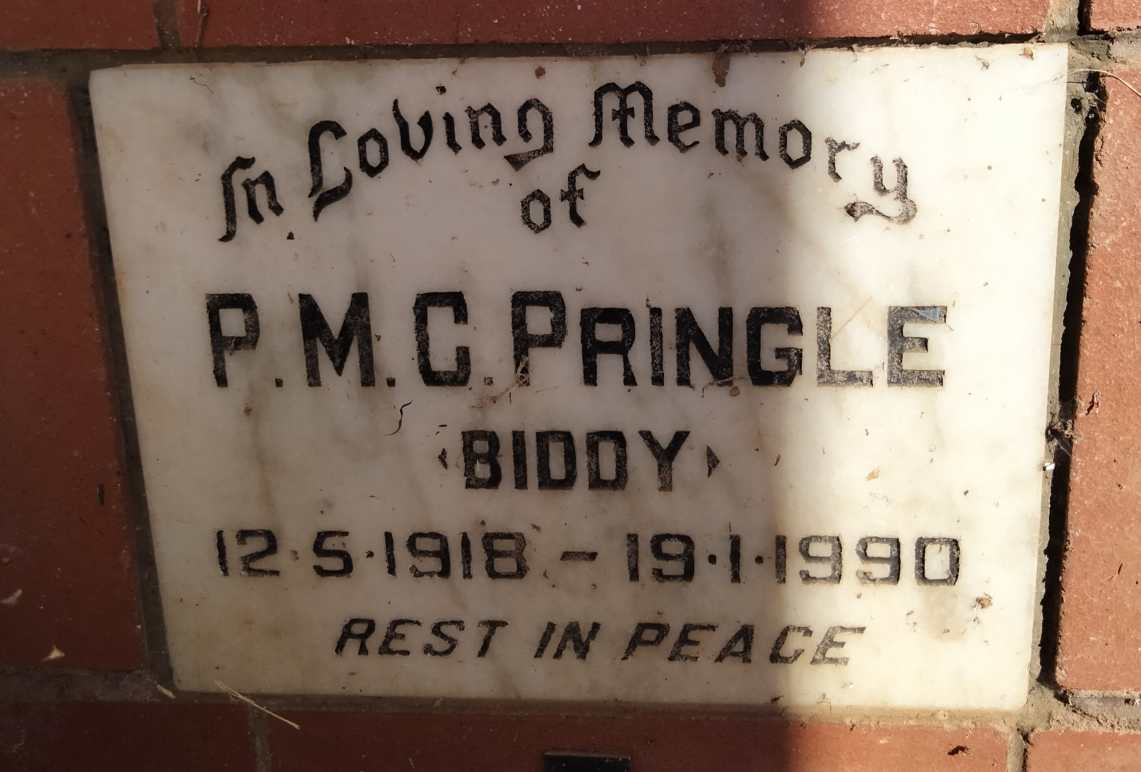 In Loving Memory
of
P.M.C. PRINGLE
‹BIDDY›
12·5·1918 – 19·1·1990
REST IN PEACE